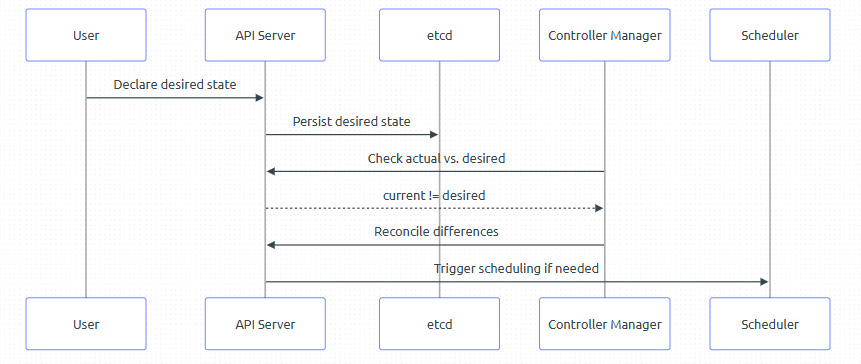 User
API Server
etcd
Controller Manager
Scheduler
Declare desired state
Persist desired state
Check actual vs. desired
current != desired
Reconcile differences
Trigger scheduling if needed
User
API Server
etcd
Controller Manager
Scheduler